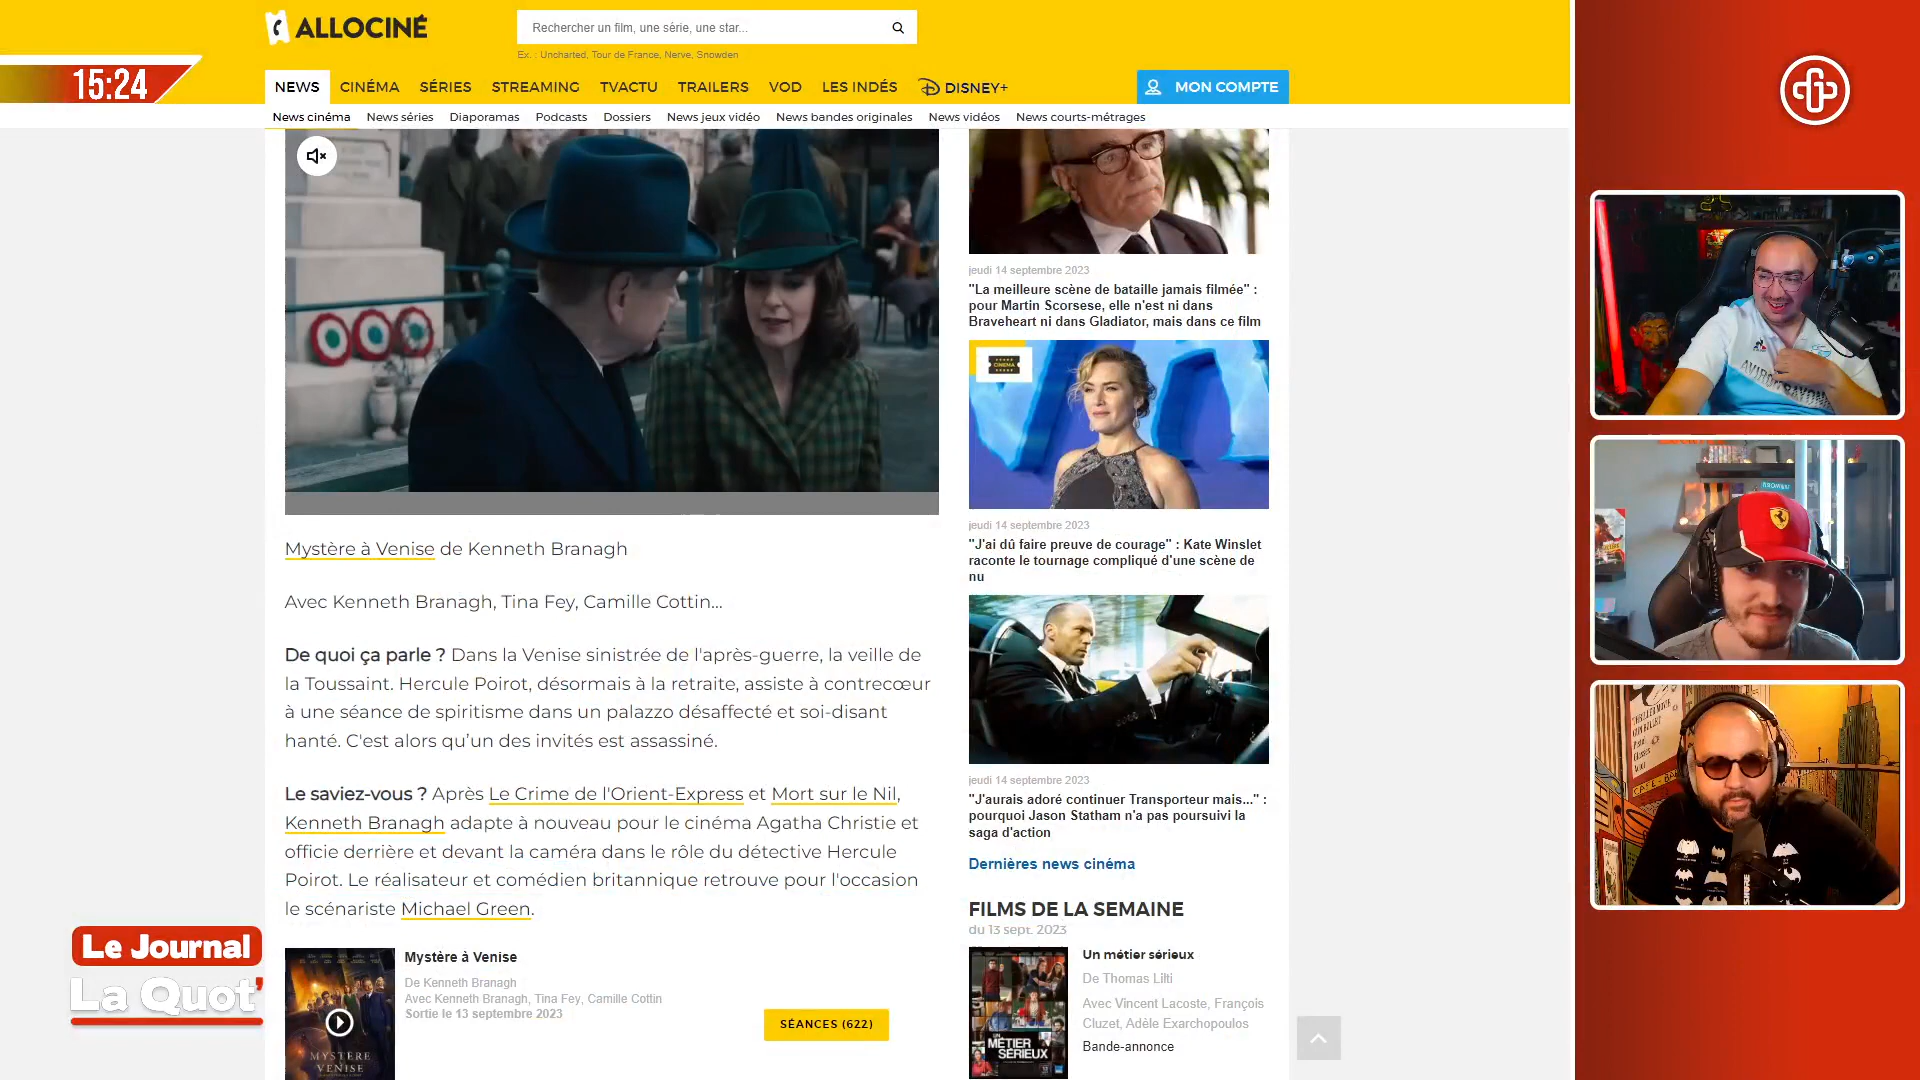 ALLOCINÉ
Rechercher un film, une série, une star...
Ex. : Uncharted, Tour de France, Nerve, Snowden
15:24
NEWS CINÉMA SÉRIES STREAMING TVACTU TRAILERS VOD LES INDÉS DISNEY+ MON COMPTE
News cinéma News séries Diaporamas Podcasts Dossiers News jeux vidéo News bandes originales News vidéos News courts-métrages
Mystère à Venise de Kenneth Branagh
Avec Kenneth Branagh, Tina Fey, Camille Cottin...
De quoi ça parle ? Dans la Venise sinistrée de l'après-guerre, la veille de
la Toussaint. Hercule Poirot, désormais à la retraite, assiste à contrecœur
à une séance de spiritisme dans un palazzo désaffecté et soi-disant
hanté. C'est alors qu’un des invités est assassiné.
Le saviez-vous ? Après Le Crime de l'Orient-Express et Mort sur le Nil,
Kenneth Branagh adapte à nouveau pour le cinéma Agatha Christie et
officie derrière et devant la caméra dans le rôle du détective Hercule
Poirot. Le réalisateur et comédien britannique retrouve pour l'occasion
le scénariste Michael Green.
MYSTÈRE
À
VENISE
Mystère à Venise
De Kenneth Branagh
Avec Kenneth Branagh, Tina Fey, Camille Cottin
Sortie le 13 septembre 2023
SÉANCES (622)
jeudi 14 septembre 2023
"La meilleure scène de bataille jamais filmée" :
pour Martin Scorsese, elle n'est ni dans
Braveheart ni dans Gladiator, mais dans ce film
CINEMA
jeudi 14 septembre 2023
"J'ai dû faire preuve de courage" : Kate Winslet
raconte le tournage compliqué d'une scène de
nu
jeudi 14 septembre 2023
"J'aurais adoré continuer Transporteur mais..." :
pourquoi Jason Statham n'a pas poursuivi la
saga d'action
Dernières news cinéma
FILMS DE LA SEMAINE
du 13 sept. 2023
UN
MÉTIER
SÉRIEUX
Un métier sérieux
De Thomas Lilti
Avec Vincent Lacoste, François
Cluzet, Adèle Exarchopoulos
Bande-annonce
Le Journal
La Quot'
SHURE